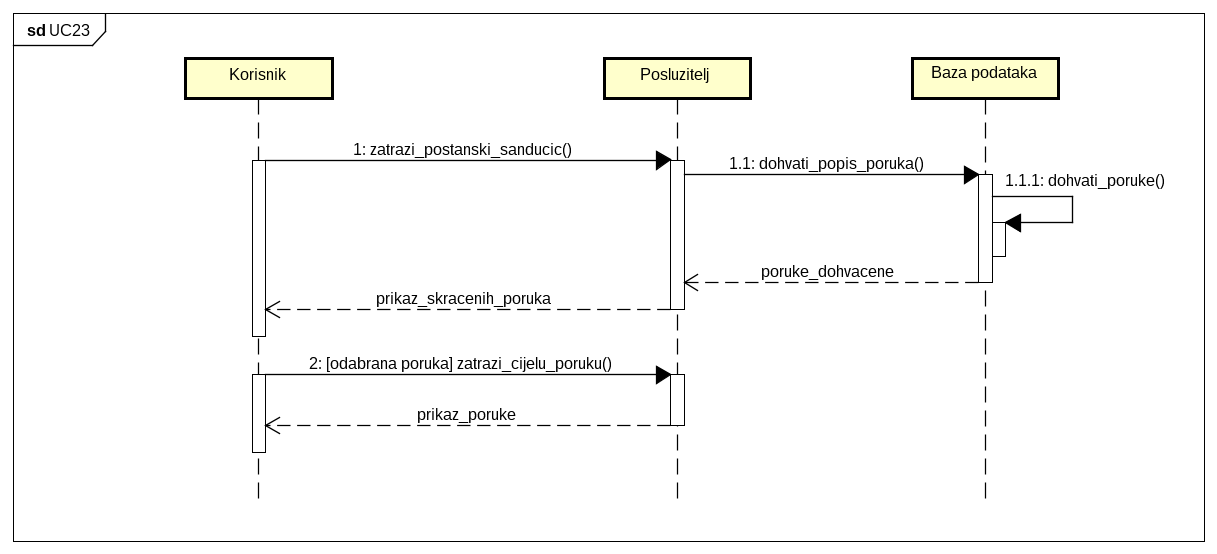 sd UC23
Korisnik
Posluzitelj
Baza podataka
1: zatrazi_postanski_sanducic()
1.1: dohvati_popis_poruka()
1.1.1: dohvati_poruke()
poruke_dohvacene
prikaz_skracenih_poruka
2: [odabrana poruka] zatrazi_cijelu_poruku()
prikaz_poruke